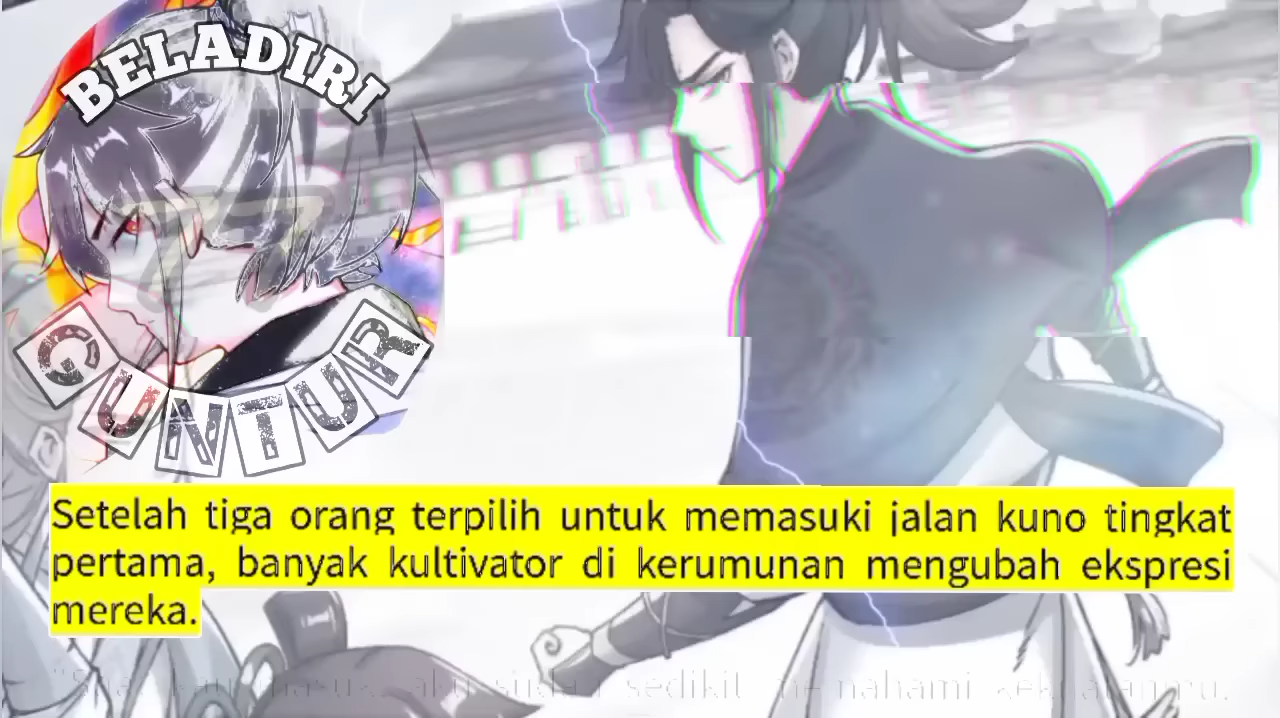 BELADIRI
GUNTUR
Setelah tiga orang terpilih untuk memasuki jalan kuno tingkat
pertama, banyak kultivator di kerumunan mengubah ekspresi
mereka.
sedikit